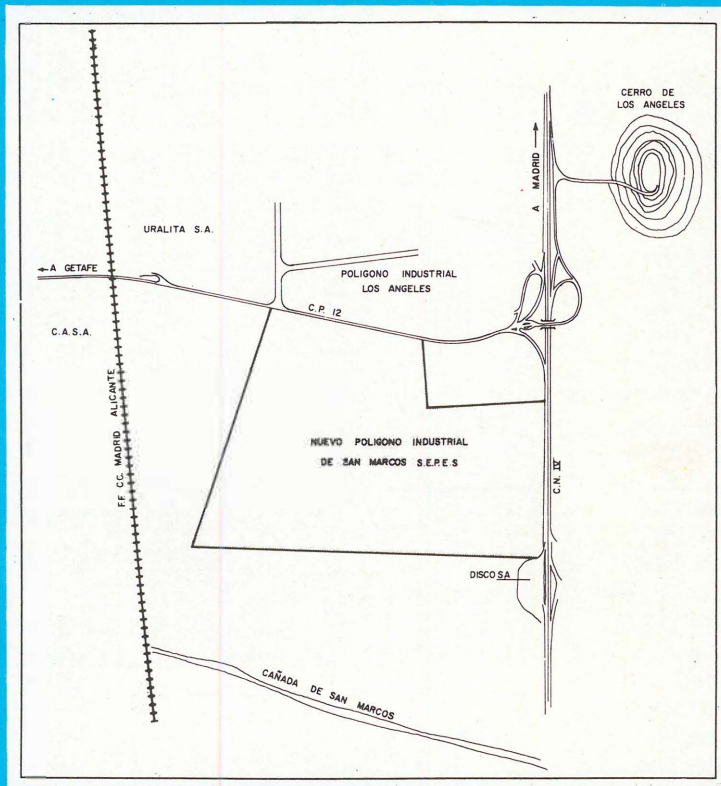 CERRO DE
LOS ANGELES
A MADRID
URALITA S.A.
A GETAFE
POLIGONO INDUSTRIAL
LOS ANGELES
C.P. 12
C.A.S.A.
F.F. CC. MADRID ALICANTE
NUEVO POLIGONO INDUSTRIAL
DE SAN MARCOS S.E.P.E.S
C.N. IV
DISCOSA
CAÑADA DE SAN MARCOS